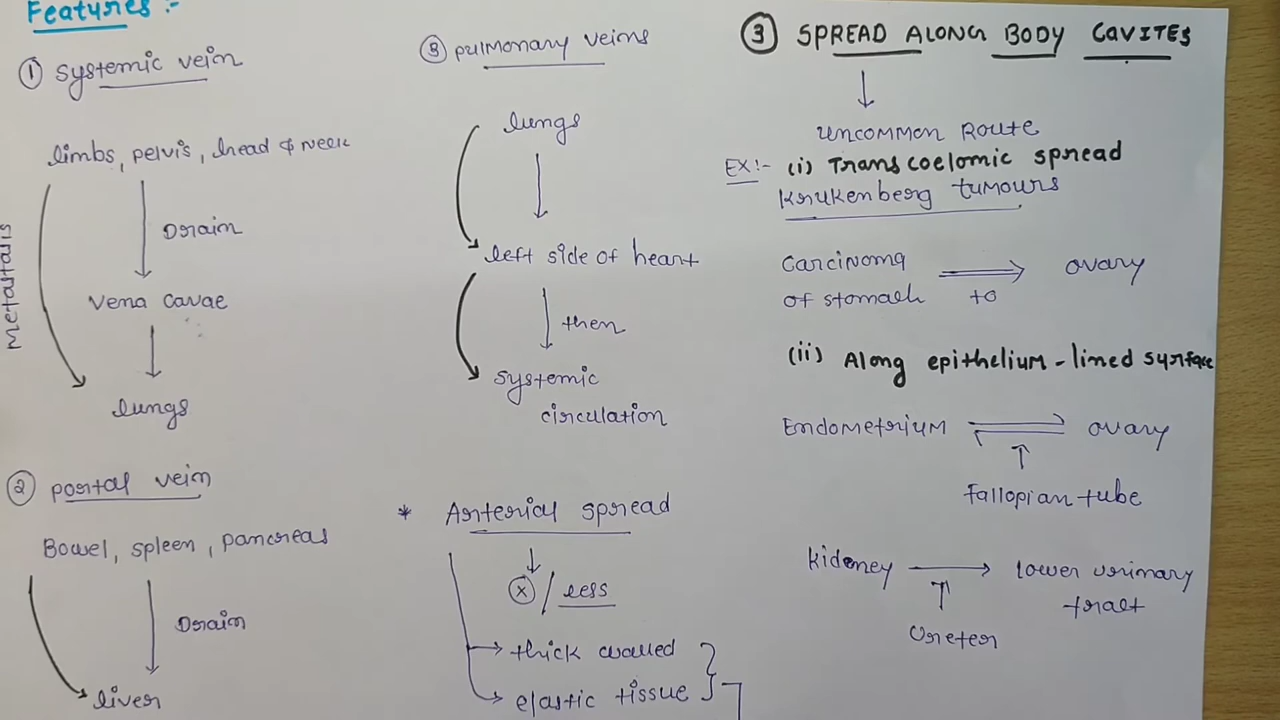 Features:-
① Systemic vein
limbs, pelvis, head & neck
Drain
Metastatis
Vena Cavae
lungs
② portal vein
Bowel, spleen, pancreas
Drain
liver
③ pulmonary veins
lungs
left side of heart
then
systemic
circulation
* Arterial spread
ⓧ / less
thick walled
elastic tissue
③ SPREAD ALONG BODY CAVITES
UNCOMMON ROUTE
EX:- (i) Transcoelomic spread
Krukenberg tumours
Carcinoma
of stomach
to
ovary
(ii) Along epithelium-lined surface
Endometrium
ovary
Fallopian tube
Kideney
lower urinary
tract
Ureter